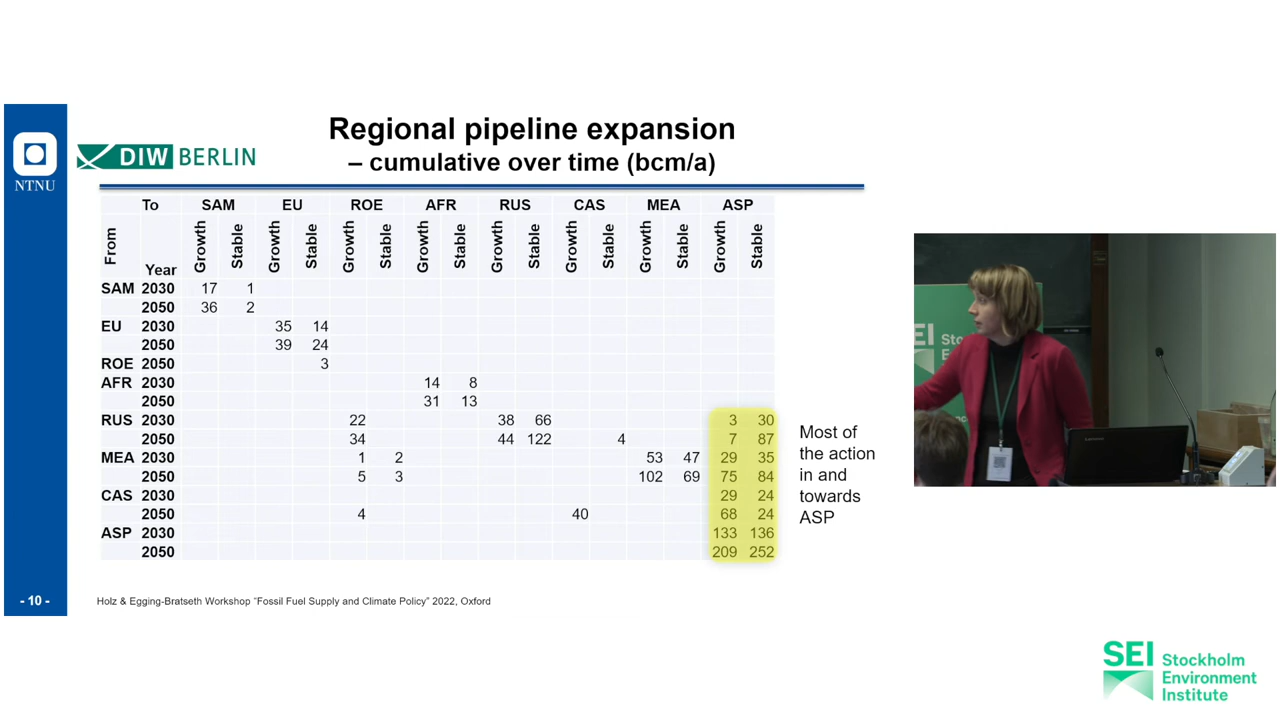 Regional pipeline expansion
– cumulative over time (bcm/a)
NTNU
DIW BERLIN
To SAM EU ROE AFR RUS CAS MEA ASP
From Year Growth Stable Growth Stable Growth Stable Growth Stable Growth Stable Growth Stable Growth Stable Growth Stable
SAM 2030 17 1
2050 36 2
EU 2030 35 14
2050 39 24
ROE 2050 3
AFR 2030 14 8
2050 31 13
RUS 2030 22 38 66 3 30
2050 34 44 122 4 7 87
MEA 2030 1 2 53 47 29 35
2050 5 3 102 69 75 84
CAS 2030 29 24
2050 4 40 68 24
ASP 2030 133 136
2050 209 252
Most of
the action
in and
towards
ASP
- 10 -
Holz & Egging-Bratseth Workshop "Fossil Fuel Supply and Climate Policy" 2022, Oxford
SEI
Lenovo
SEI Stockholm
Environment
Institute